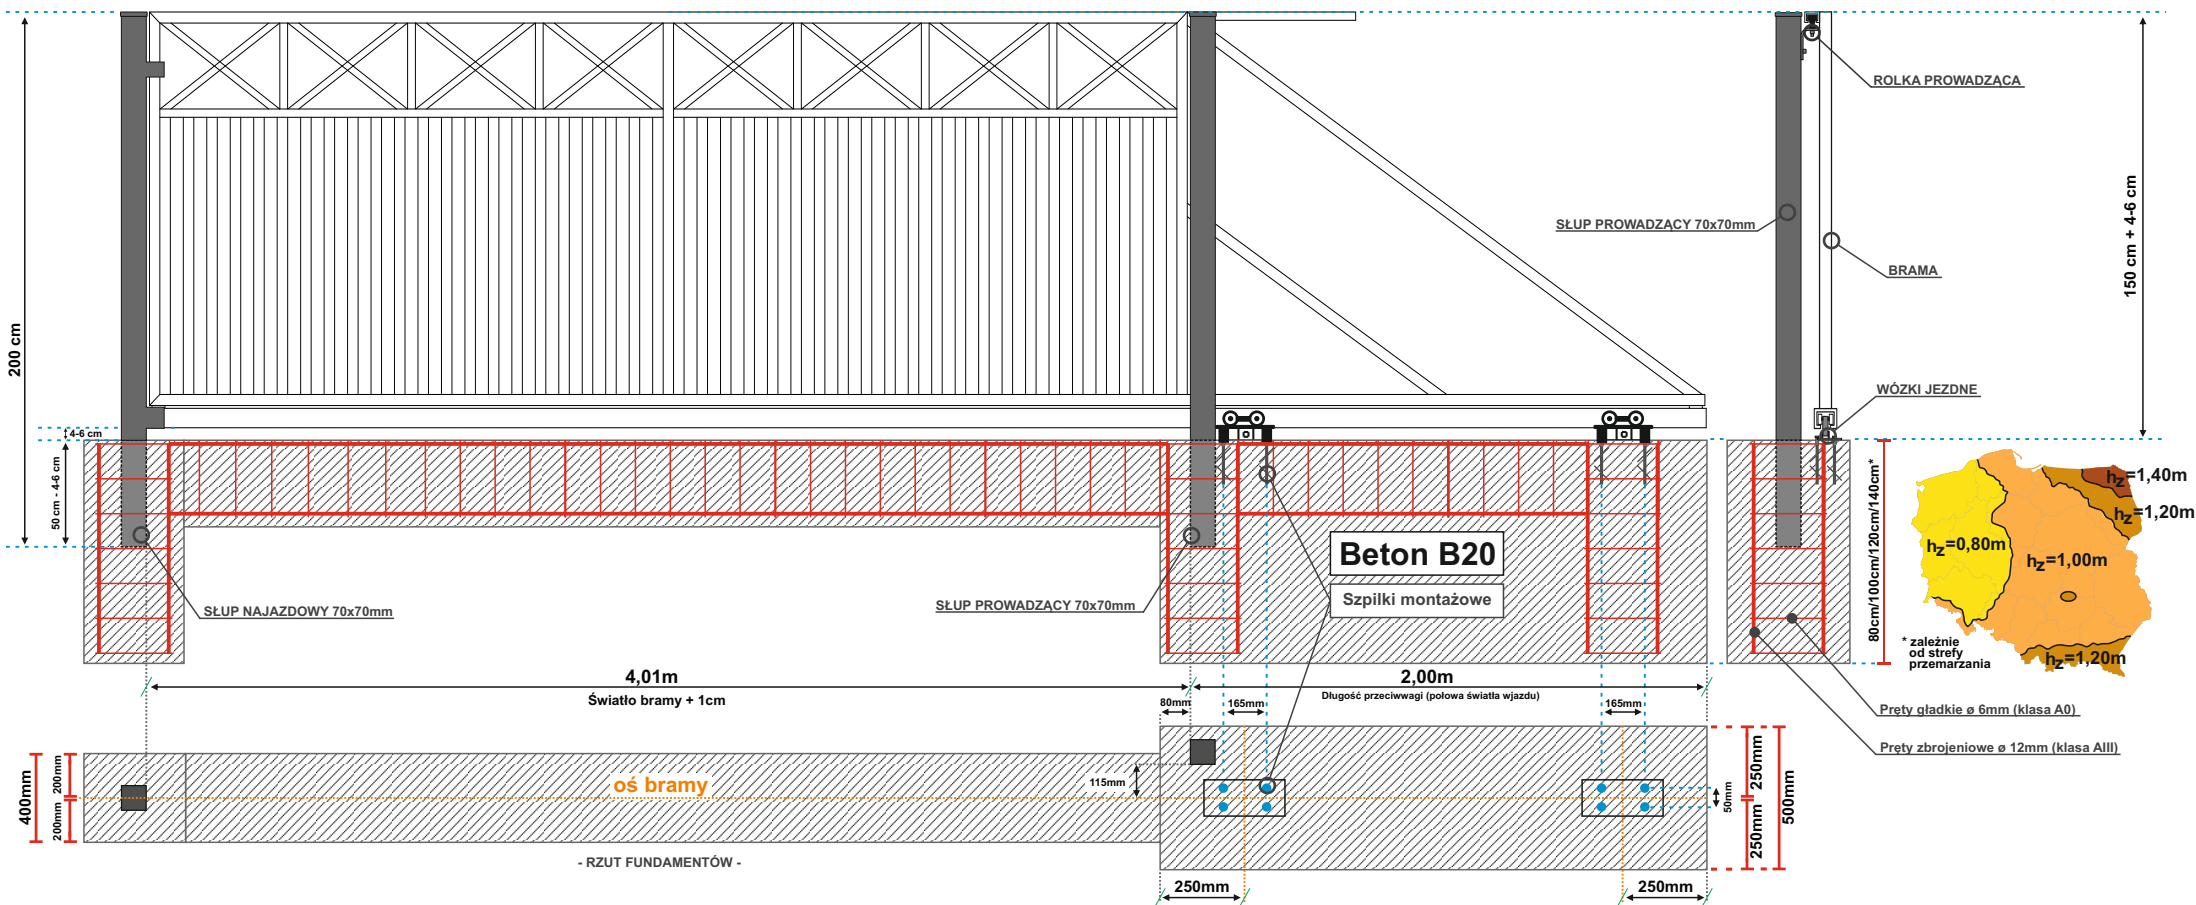 200 cm
4-6 cm
50 cm - 4-6 cm
SŁUP NAJAZDOWY 70x70mm
SŁUP PROWADZĄCY 70x70mm
Beton B20
Szpilki montażowe
ROLKA PROWADZĄCA
SŁUP PROWADZĄCY 70x70mm
BRAMA
WÓZKI JEZDNE
150 cm + 4-6 cm
80cm/100cm/120cm/140cm*
hz=1,40m
hz=1,20m
hz=0,80m
hz=1,00m
hz=1,20m
* zależnie
od strefy
przemarzania
Pręty gładkie ø 6mm (klasa A0)
Pręty zbrojeniowe ø 12mm (klasa AIII)
4,01m
Światło bramy + 1cm
2,00m
Długość przeciwwagi (połowa światła wjazdu)
80mm
165mm
165mm
400mm
200mm
200mm
oś bramy
115mm
50mm
250mm
250mm
500mm
- RZUT FUNDAMENTÓW -
250mm
250mm